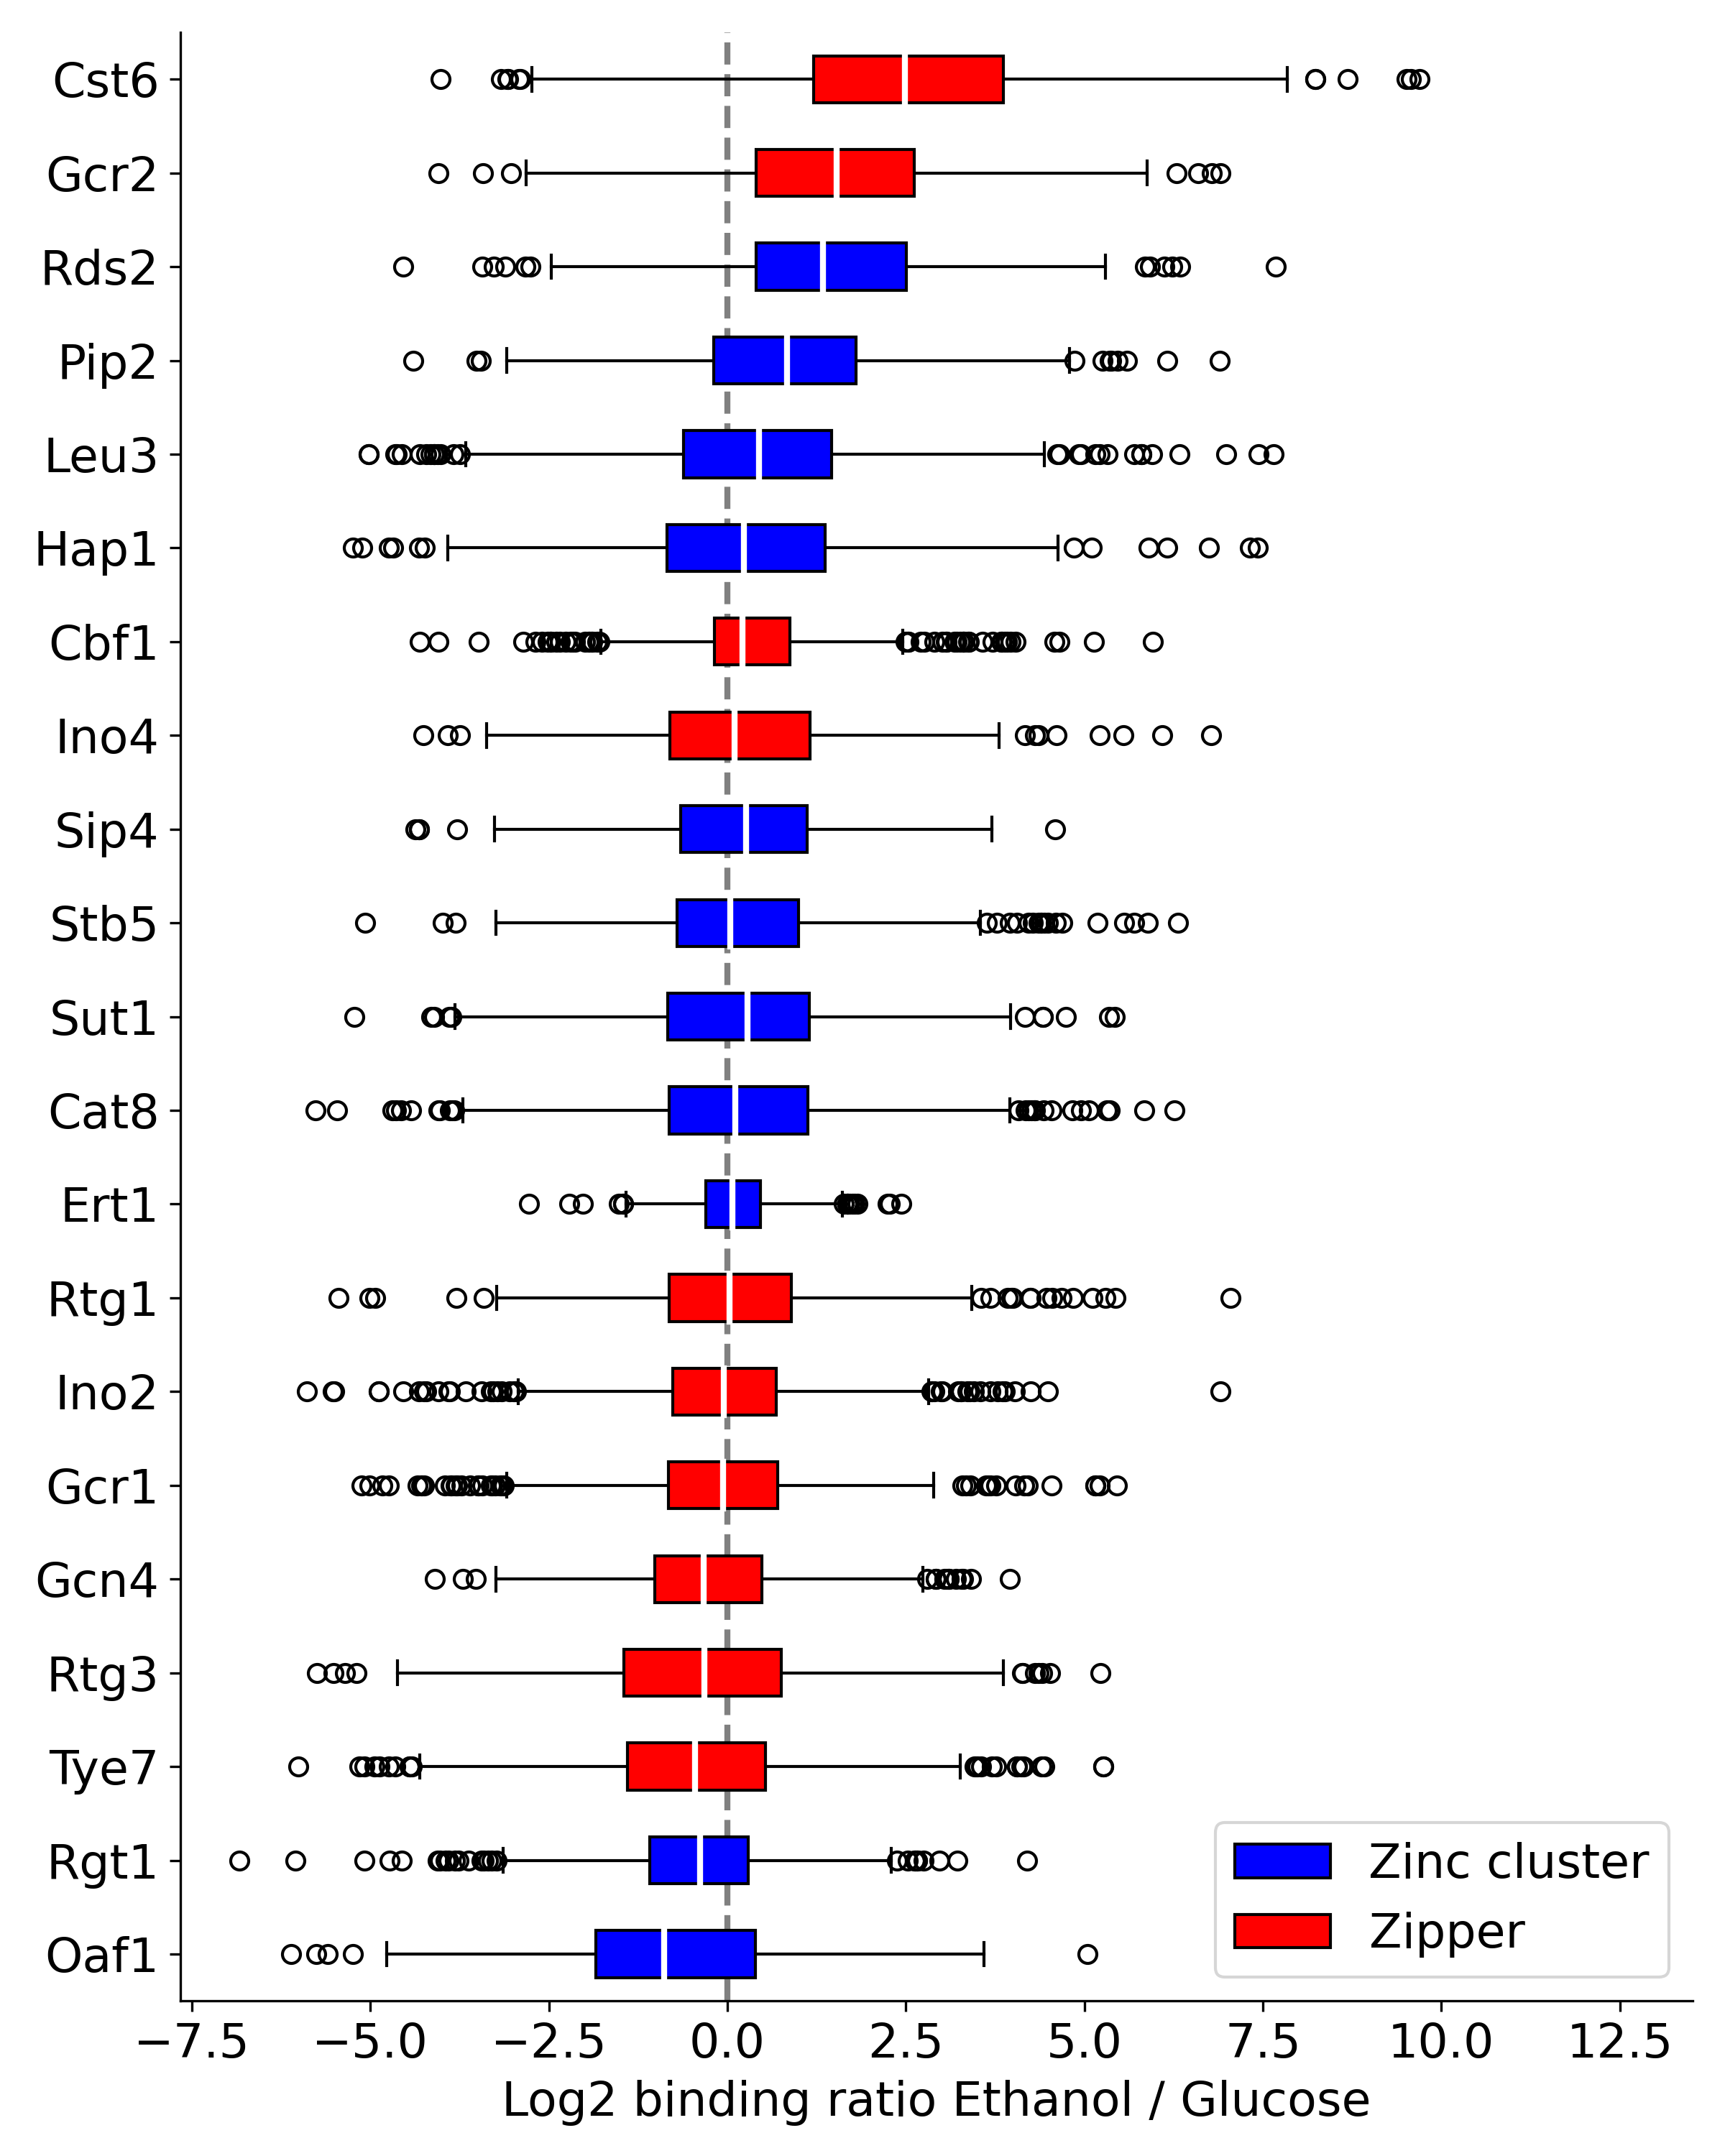 Cst6
Gcr2
Rds2
Pip2
Leu3
Hap1
Cbf1
Ino4
Sip4
Stb5
Sut1
Cat8
Ert1
Rtg1
Ino2
Gcr1
Gcn4
Rtg3
Tye7
Rgt1
Oaf1
Zinc cluster
Zipper
−7.5 −5.0 −2.5 0.0 2.5 5.0 7.5 10.0 12.5
Log2 binding ratio Ethanol / Glucose